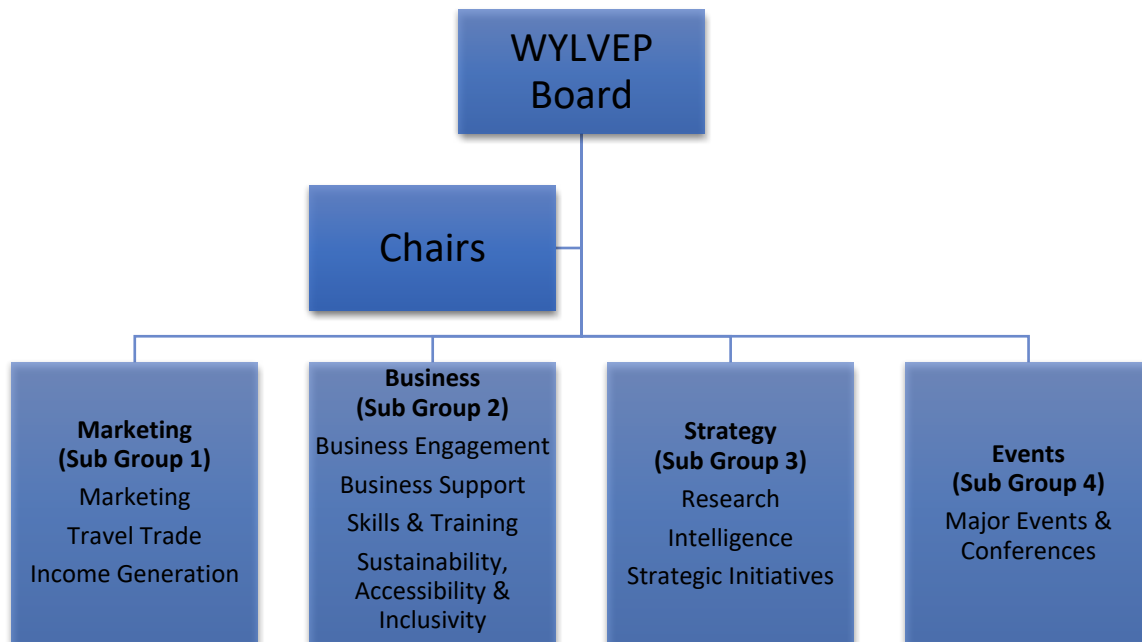 WYLVEP
Board
Chairs
Marketing
(Sub Group 1)
Marketing
Travel Trade
Income Generation
Business
(Sub Group 2)
Business Engagement
Business Support
Skills & Training
Sustainability,
Accessibility &
Inclusivity
Strategy
(Sub Group 3)
Research
Intelligence
Strategic Initiatives
Events
(Sub Group 4)
Major Events &
Conferences